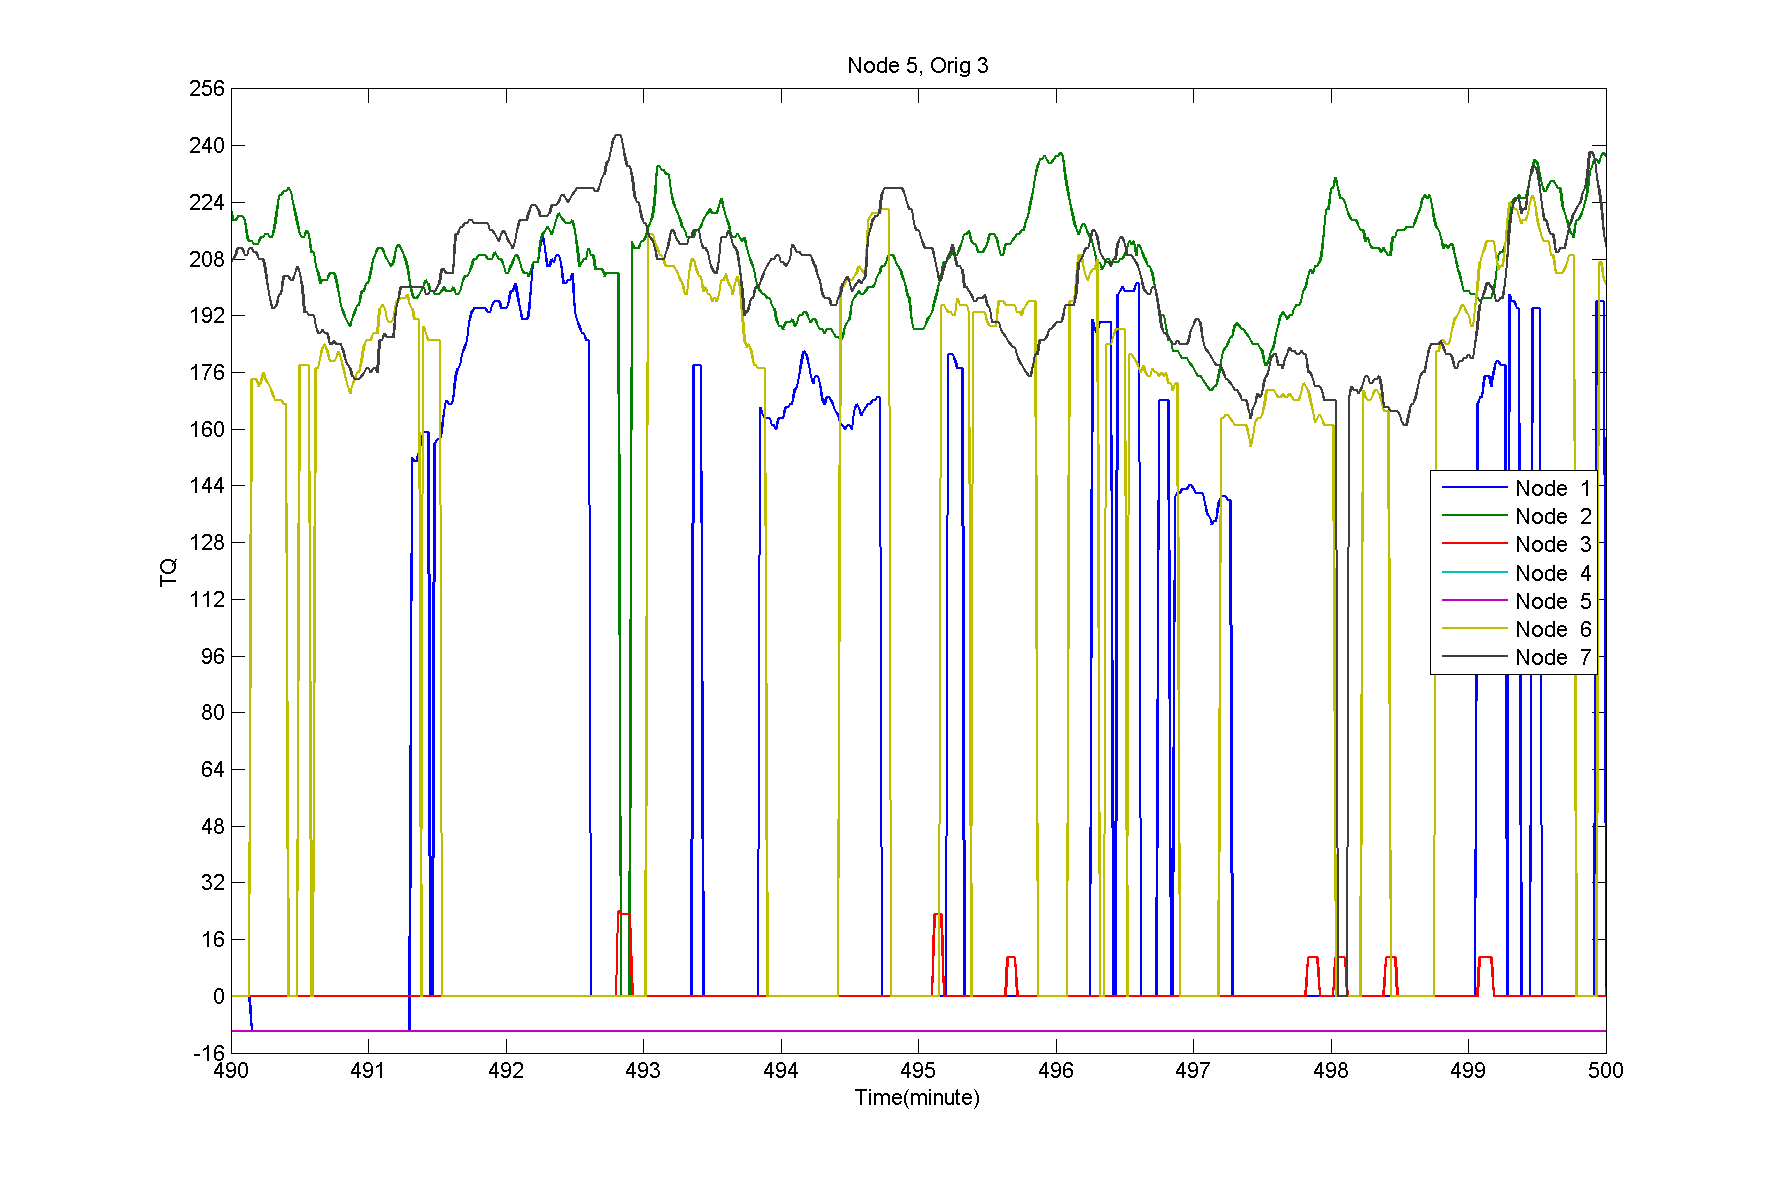 Node 5, Orig 3
256
240
224
208
192
176
160
144
128
112
96
80
64
48
32
16
0
-16
TQ
490 491 492 493 494 495 496 497 498 499 500
Time(minute)
Node 1
Node 2
Node 3
Node 4
Node 5
Node 6
Node 7